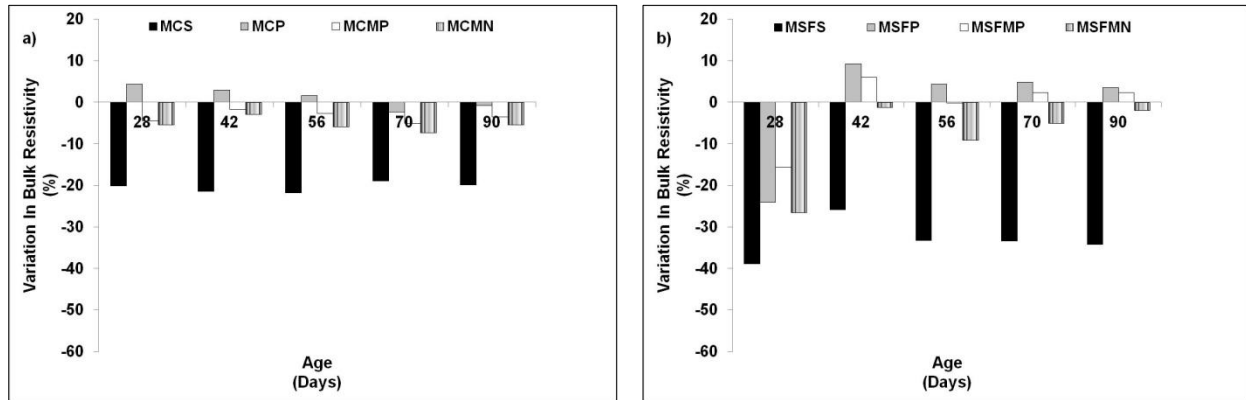 a)
MCS MCP MCMP MCMN
Variation In Bulk Resistivity
(%)
20
10
0
-10
-20
-30
-40
-50
-60
28 42 56 70 90
Age
(Days)
b)
MSFS MSFP MSFMP MSFMN
Variation In Bulk Resistivity
(%)
20
10
0
-10
-20
-30
-40
-50
-60
28 42 56 70 90
Age
(Days)